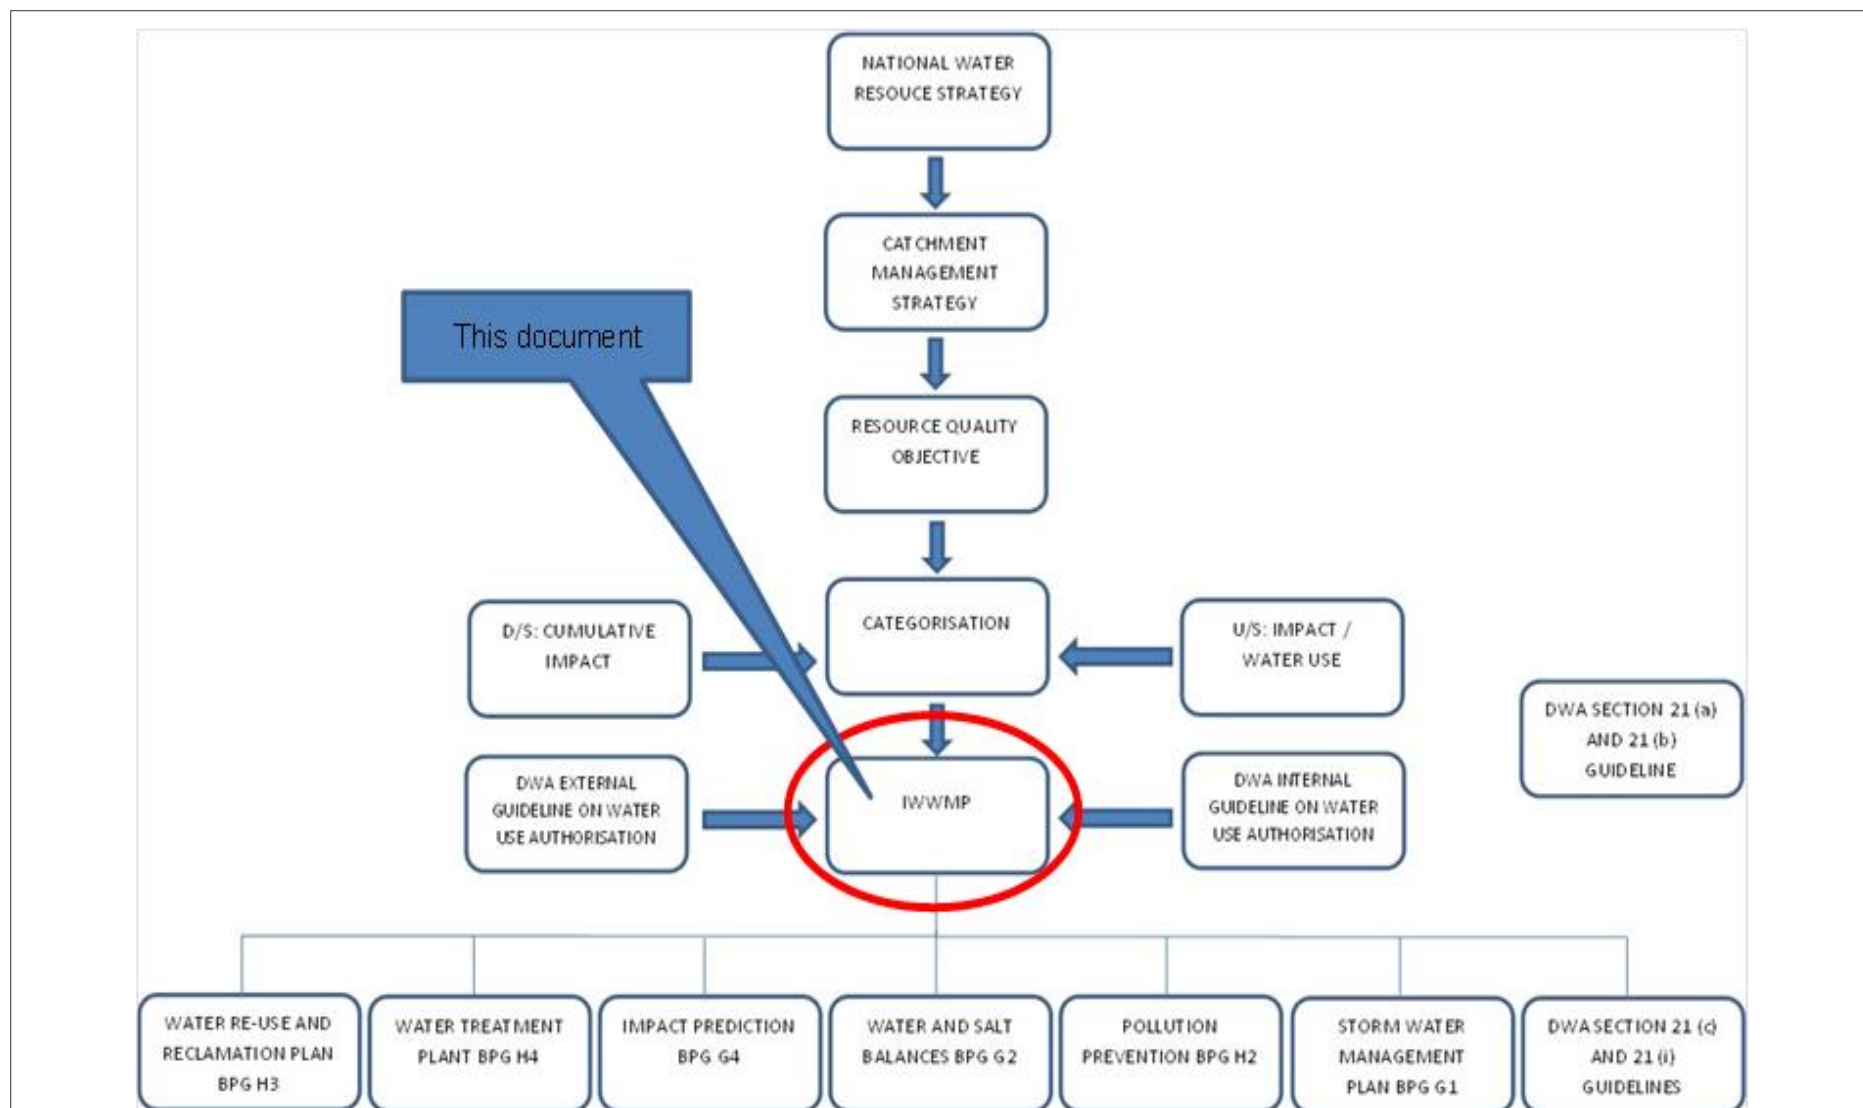 NATIONAL WATER
RESOUCE STRATEGY
CATCHMENT
MANAGEMENT
STRATEGY
This document
RESOURCE QUALITY
OBJECTIVE
CATEGORISATION
D/S: CUMULATIVE
IMPACT
U/S: IMPACT /
WATER USE
DWA SECTION 21 (a)
AND 21 (b)
GUIDELINE
DWA EXTERNAL
GUIDELINE ON WATER
USE AUTHORISATION
IWWMP
DWA INTERNAL
GUIDELINE ON WATER
USE AUTHORISATION
WATER RE-USE AND
RECLAMATION PLAN
BPG H3
WATER TREATMENT
PLANT BPG H4
IMPACT PREDICTION
BPG G4
WATER AND SALT
BALANCES BPG G2
POLLUTION
PREVENTION BPG H2
STORM WATER
MANAGEMENT
PLAN BPG G1
DWA SECTION 21 (c)
AND 21 (i)
GUIDELINES